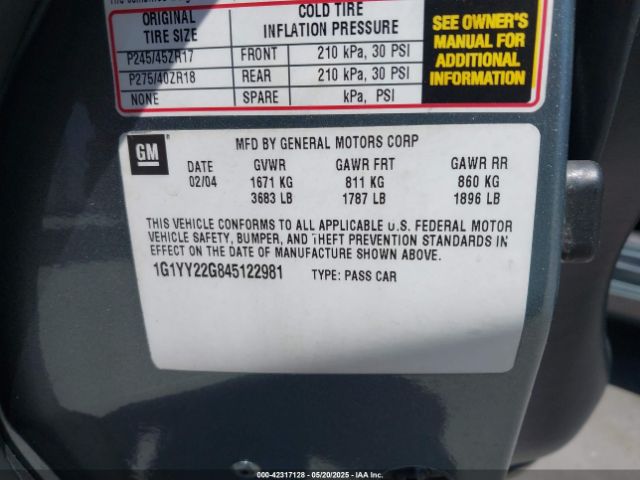 ORIGINAL TIRE SIZE COLD TIRE INFLATION PRESSURE
P245/45ZR17 FRONT 210 kPa, 30 PSI
P275/40ZR18 REAR 210 kPa, 30 PSI
NONE SPARE kPa, PSI
SEE OWNER'S
MANUAL FOR
ADDITIONAL
INFORMATION
GM
MFD BY GENERAL MOTORS CORP
DATE GVWR GAWR FRT GAWR RR
02/04 1671 KG 811 KG 860 KG
3683 LB 1787 LB 1896 LB
THIS VEHICLE CONFORMS TO ALL APPLICABLE U.S. FEDERAL MOTOR
VEHICLE SAFETY, BUMPER, AND THEFT PREVENTION STANDARDS IN
EFFECT ON THE DATE OF MANUFACTURE SHOWN ABOVE.
1G1YY22G845122981 TYPE: PASS CAR
000-42317128 - 05/20/2025 - IAA Inc.